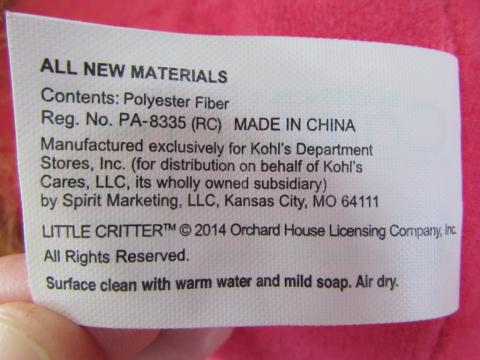 ALL NEW MATERIALS
Contents: Polyester Fiber
Reg. No. PA-8335 (RC) MADE IN CHINA
Manufactured exclusively for Kohl's Department
Stores, Inc. (for distribution on behalf of Kohl's
Cares, LLC, its wholly owned subsidiary)
by Spirit Marketing, LLC, Kansas City, MO 64111
LITTLE CRITTER™ © 2014 Orchard House Licensing Company, Inc.
All Rights Reserved.
Surface clean with warm water and mild soap. Air dry.